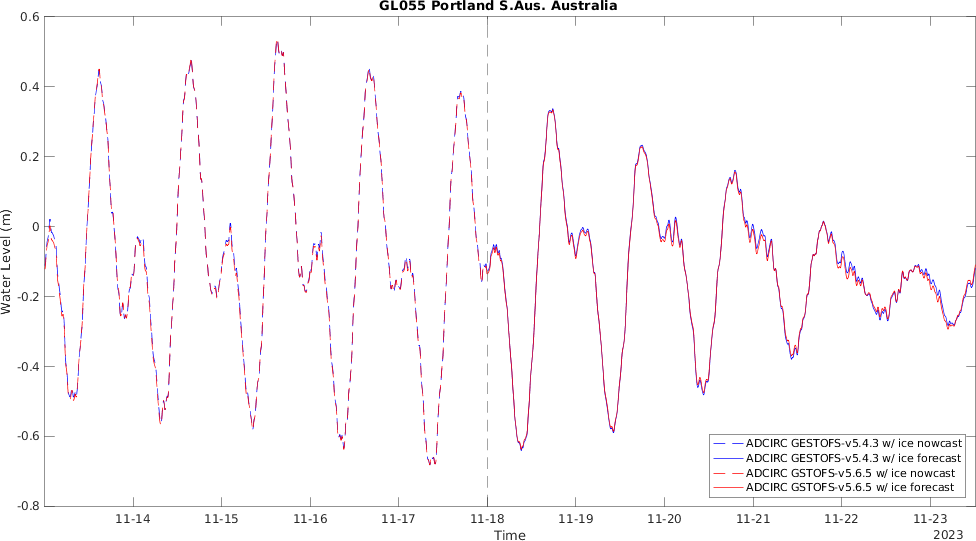 GL055 Portland S.Aus. Australia
0.6
0.4
0.2
0
-0.2
-0.4
-0.6
-0.8
Water Level (m)
ADCIRC GESTOFS-v5.4.3 w/ ice nowcast
ADCIRC GESTOFS-v5.4.3 w/ ice forecast
ADCIRC GSTOFS-v5.6.5 w/ ice nowcast
ADCIRC GSTOFS-v5.6.5 w/ ice forecast
11-14 11-15 11-16 11-17 11-18 11-19 11-20 11-21 11-22 11-23
Time
2023